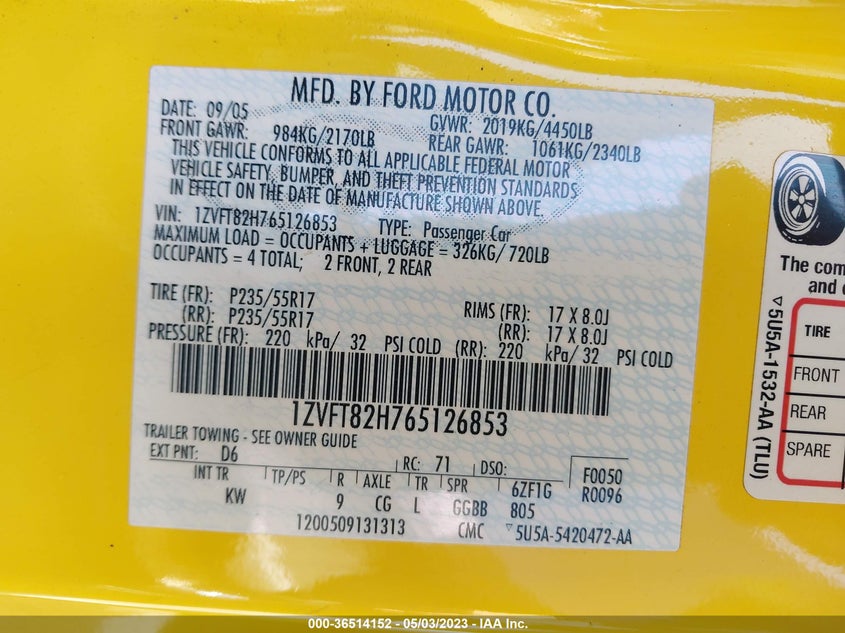 MFD. BY FORD MOTOR CO.
DATE: 09/05 GVWR: 2019KG/4450LB
FRONT GAWR: 984KG/2170LB REAR GAWR: 1061KG/2340LB
THIS VEHICLE CONFORMS TO ALL APPLICABLE FEDERAL MOTOR
VEHICLE SAFETY, BUMPER, AND THEFT PREVENTION STANDARDS
IN EFFECT ON THE DATE OF MANUFACTURE SHOWN ABOVE.
VIN: 1ZVFT82H765126853 TYPE: Passenger Car
MAXIMUM LOAD = OCCUPANTS + LUGGAGE = 326KG/ 720LB
OCCUPANTS = 4 TOTAL; 2 FRONT, 2 REAR
TIRE (FR): P235/55R17 RIMS (FR): 17 X 8.0J
(RR): P235/55R17 (RR): 17 X 8.0J
PRESSURE (FR): 220 kPa/ 32 PSI COLD (RR): 220 kPa/ 32 PSI COLD
1ZVFT82H765126853
TRAILER TOWING - SEE OWNER GUIDE
EXT PNT: D6 RC: 71 DSO: F0050
INT TR TP/PS R AXLE TR SPR 6ZF1G R0096
KW 9 CG L GGBB 805
1200509131313 CMC ▽5U5A-5420472-AA
The com
and c
TIRE
FRONT
REAR
SPARE
▽5U5A-1532-AA (TLU)
000-36514152 - 05/03/2023 - IAA Inc.